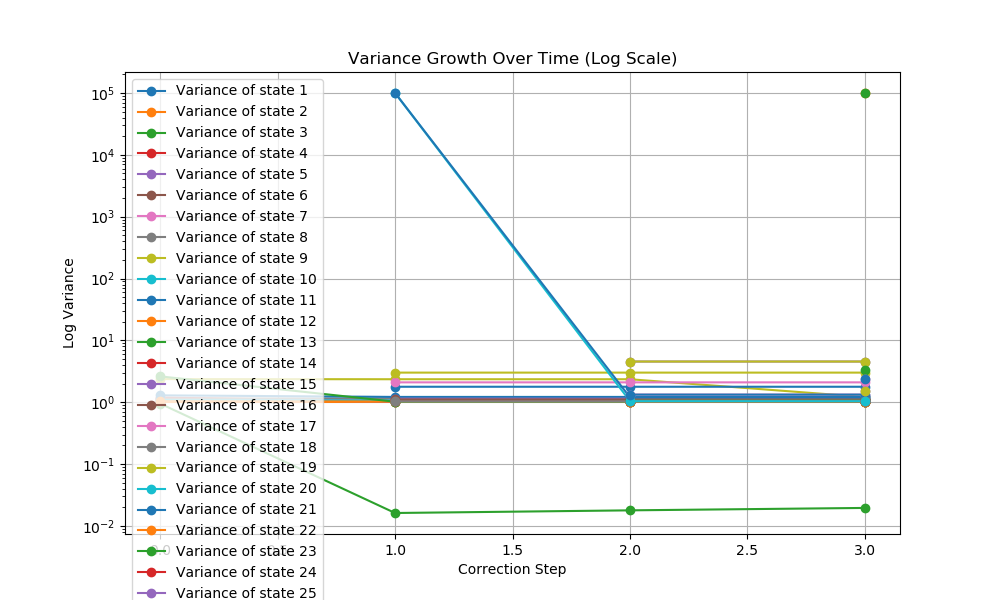 Variance Growth Over Time (Log Scale)
10^5
10^4
10^3
10^2
10^1
10^0
10^-1
10^-2
Log Variance
Variance of state 1
Variance of state 2
Variance of state 3
Variance of state 4
Variance of state 5
Variance of state 6
Variance of state 7
Variance of state 8
Variance of state 9
Variance of state 10
Variance of state 11
Variance of state 12
Variance of state 13
Variance of state 14
Variance of state 15
Variance of state 16
Variance of state 17
Variance of state 18
Variance of state 19
Variance of state 20
Variance of state 21
Variance of state 22
Variance of state 23
Variance of state 24
Variance of state 25
1.0 1.5 2.0 2.5 3.0
Correction Step